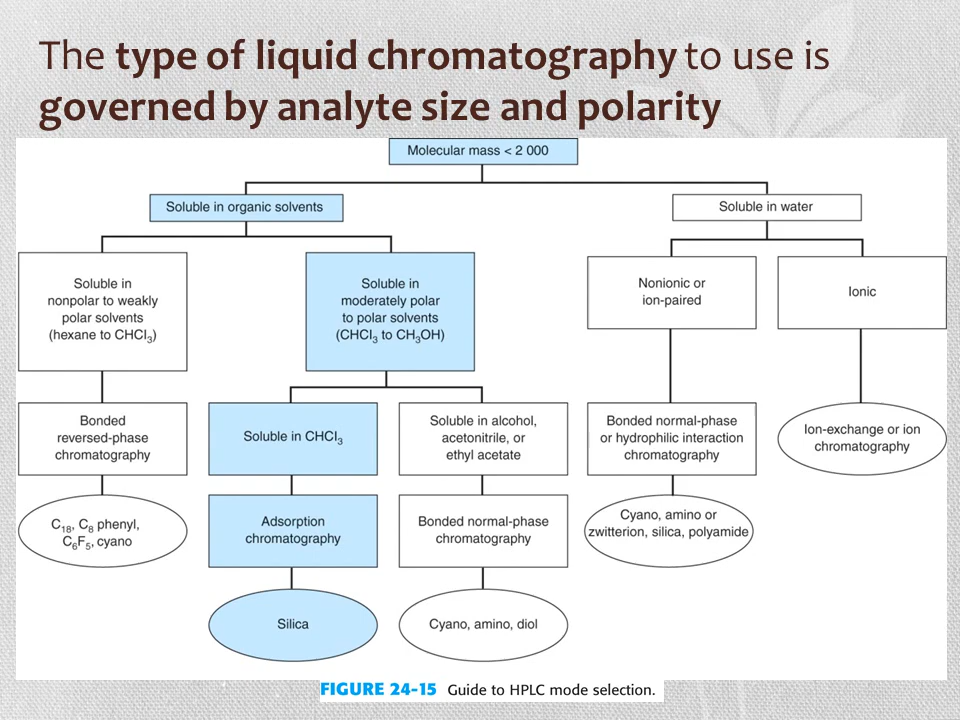 The type of liquid chromatography to use is
governed by analyte size and polarity
Molecular mass < 2 000
Soluble in organic solvents
Soluble in water
Soluble in
nonpolar to weakly
polar solvents
(hexane to CHCl₃)
Soluble in
moderately polar
to polar solvents
(CHCl₃ to CH₃OH)
Nonionic or
ion-paired
Ionic
Bonded
reversed-phase
chromatography
Soluble in CHCl₃
Soluble in alcohol,
acetonitrile, or
ethyl acetate
Bonded normal-phase
or hydrophilic interaction
chromatography
Ion-exchange or ion
chromatography
C₁₈, C₈ phenyl,
C₆F₅, cyano
Adsorption
chromatography
Bonded normal-phase
chromatography
Cyano, amino or
zwitterion, silica, polyamide
Silica
Cyano, amino, diol
FIGURE 24-15 Guide to HPLC mode selection.